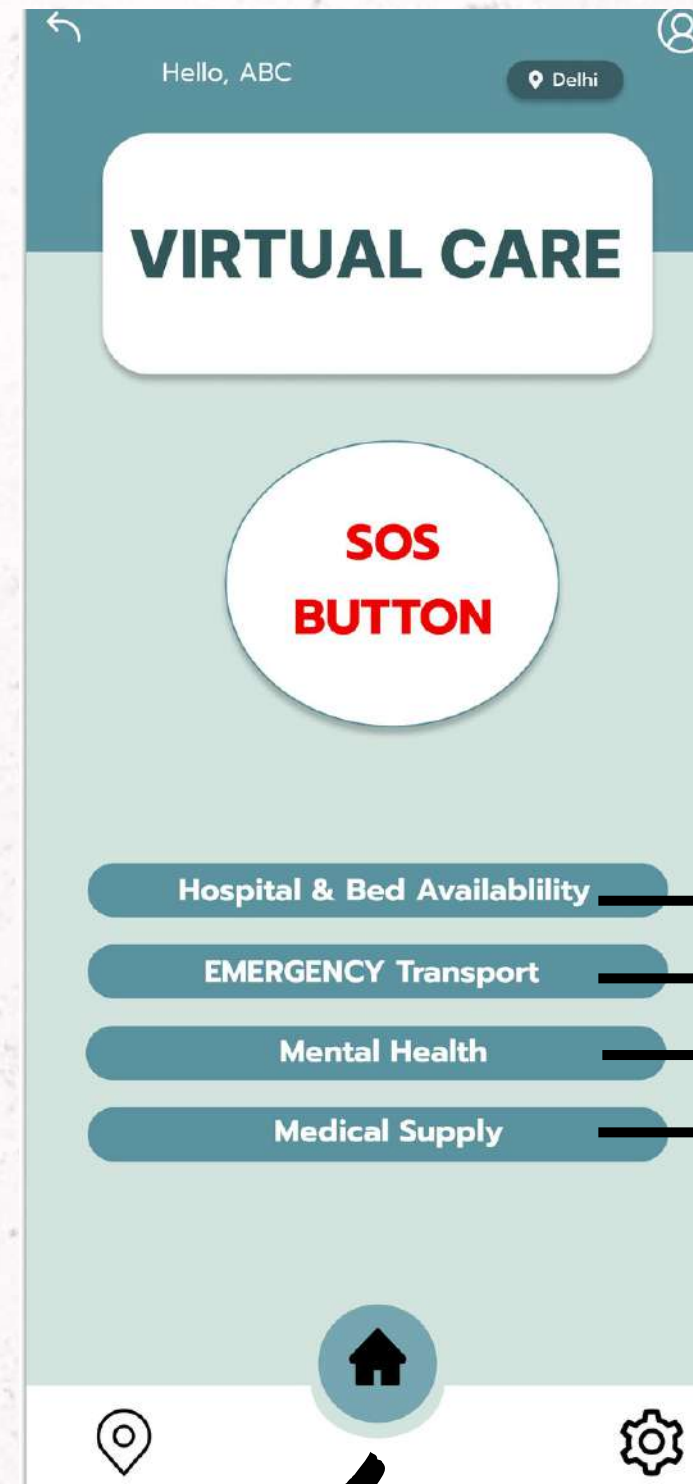 Hello, ABC
Delhi
VIRTUAL CARE
SOS
BUTTON
Hospital & Bed Availablility
EMERGENCY Transport
Mental Health
Medical Supply